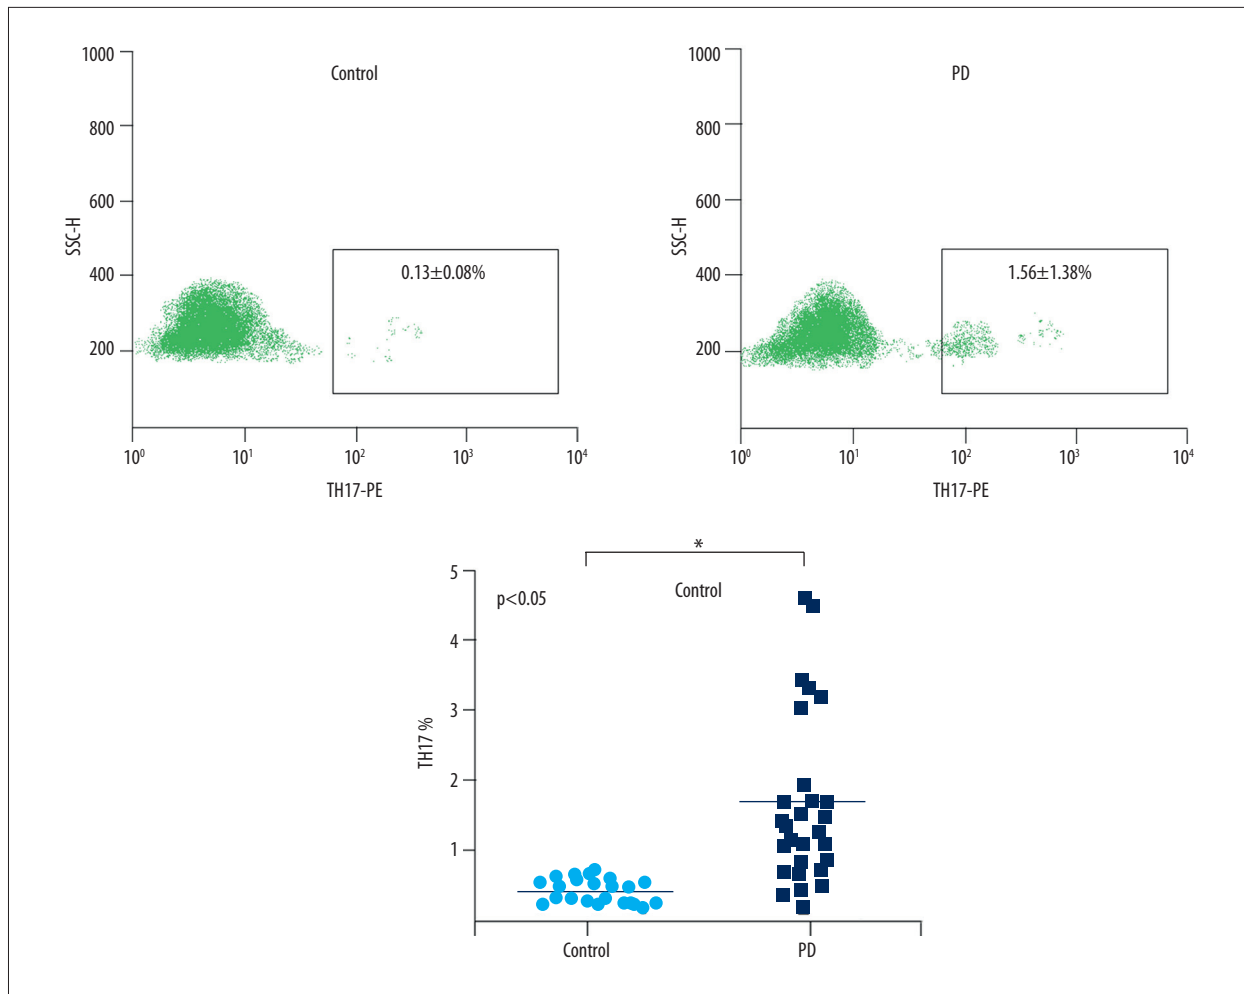 1000
800
600
400
200
SSC-H
Control
0.13±0.08%
10⁰ 10¹ 10² 10³ 10⁴
TH17-PE
1000
800
600
400
200
SSC-H
PD
1.56±1.38%
10⁰ 10¹ 10² 10³ 10⁴
TH17-PE
*
5
4
3
2
1
TH17 %
p<0.05
Control
Control PD